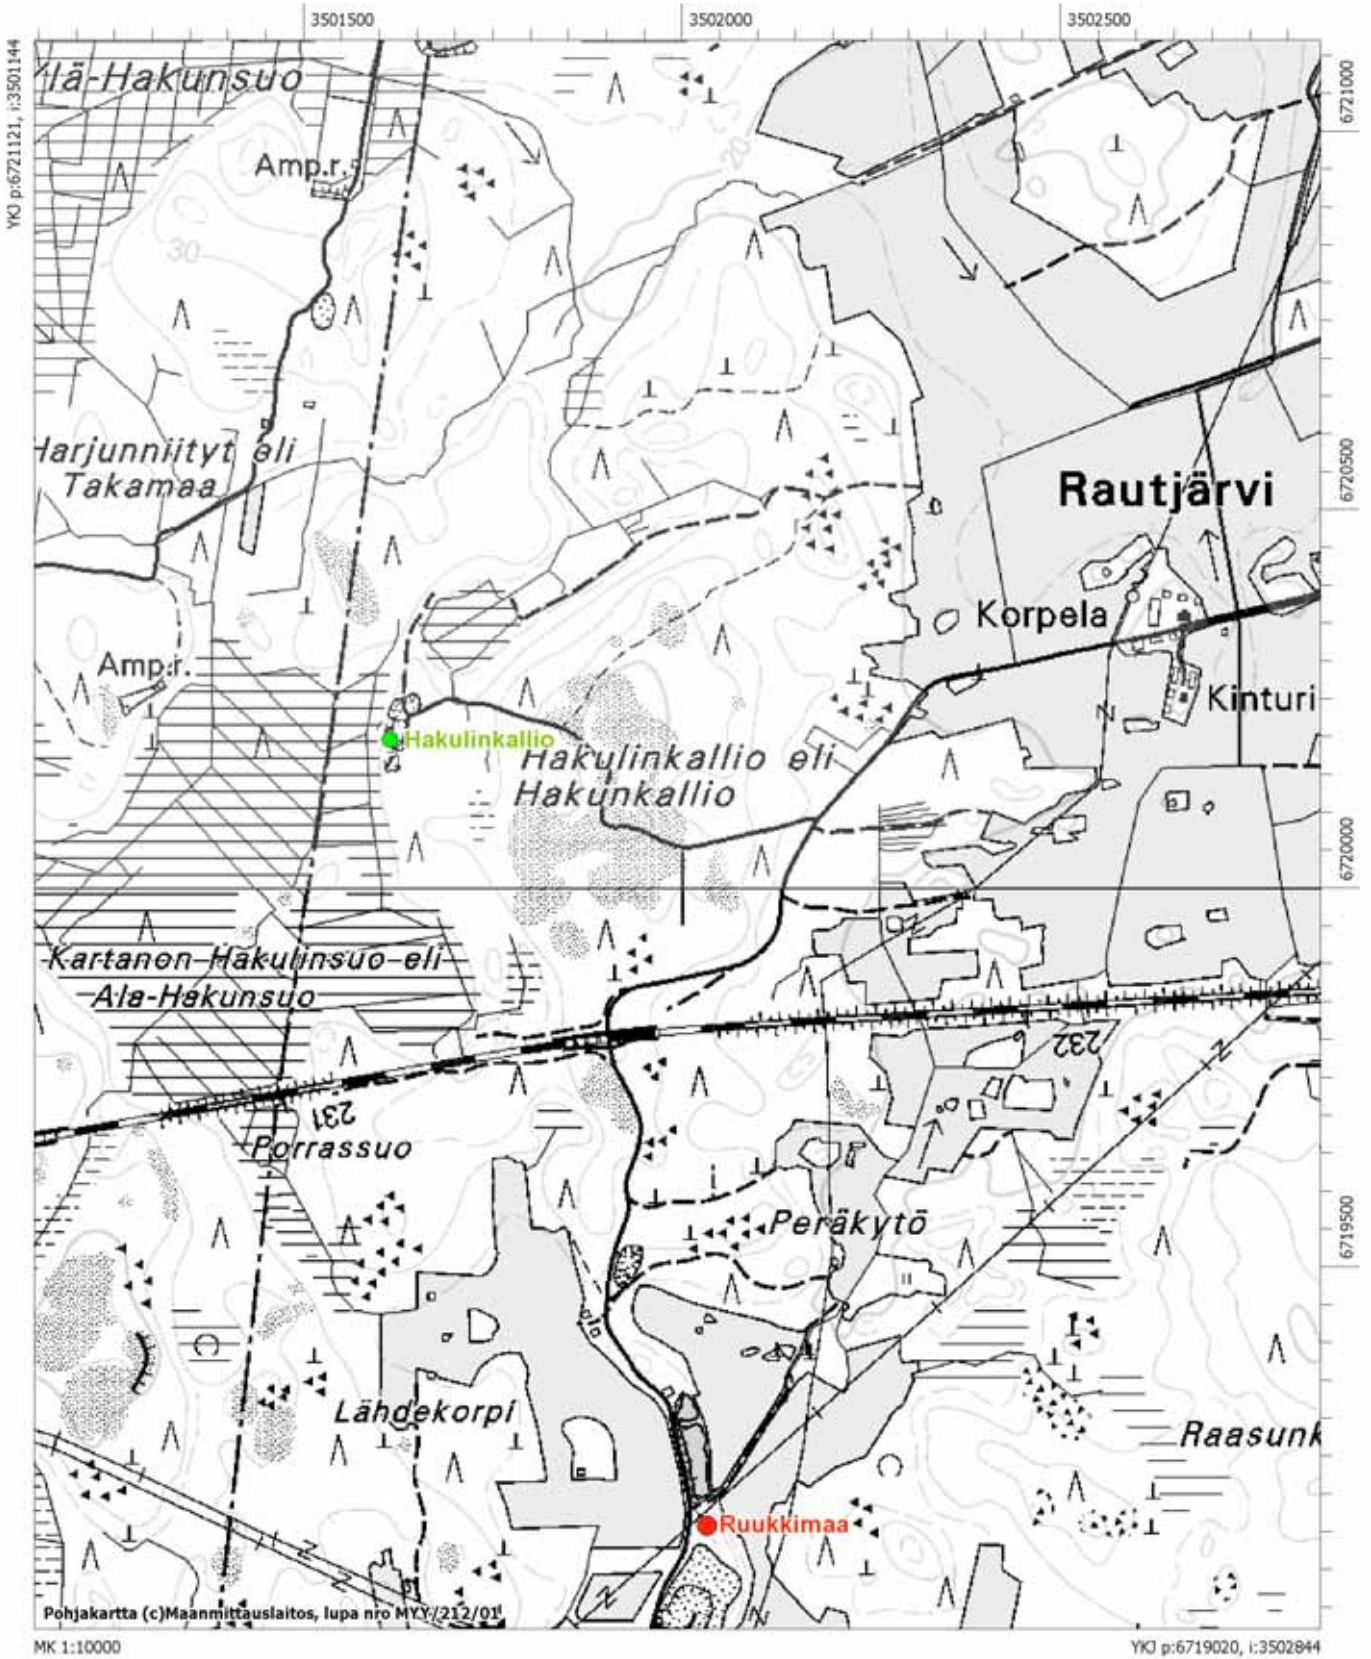 3501500
3502000
3502500
YKJ p:6721121, i:3501144
6721000
lä-Hakunsuo
20
Amp.r.
30
Harjunniityt eli
Takamaa
6720500
Rautjärvi
Korpela
Amp.r.
Kinturi
Hakulinkallio
Hakulinkallio eli
Hakunkallio
6720000
Kartanon-Hakulinsuo-eli
Ala-Hakunsuo
232
231
Porrassuo
Peräkytö
6719500
Lähdekorpi
Raasunk
Ruukkimaa
Pohjakartta (c)Maanmittauslaitos, lupa nro MYY/212/01
MK 1:10000
YKJ p:6719020, i:3502844